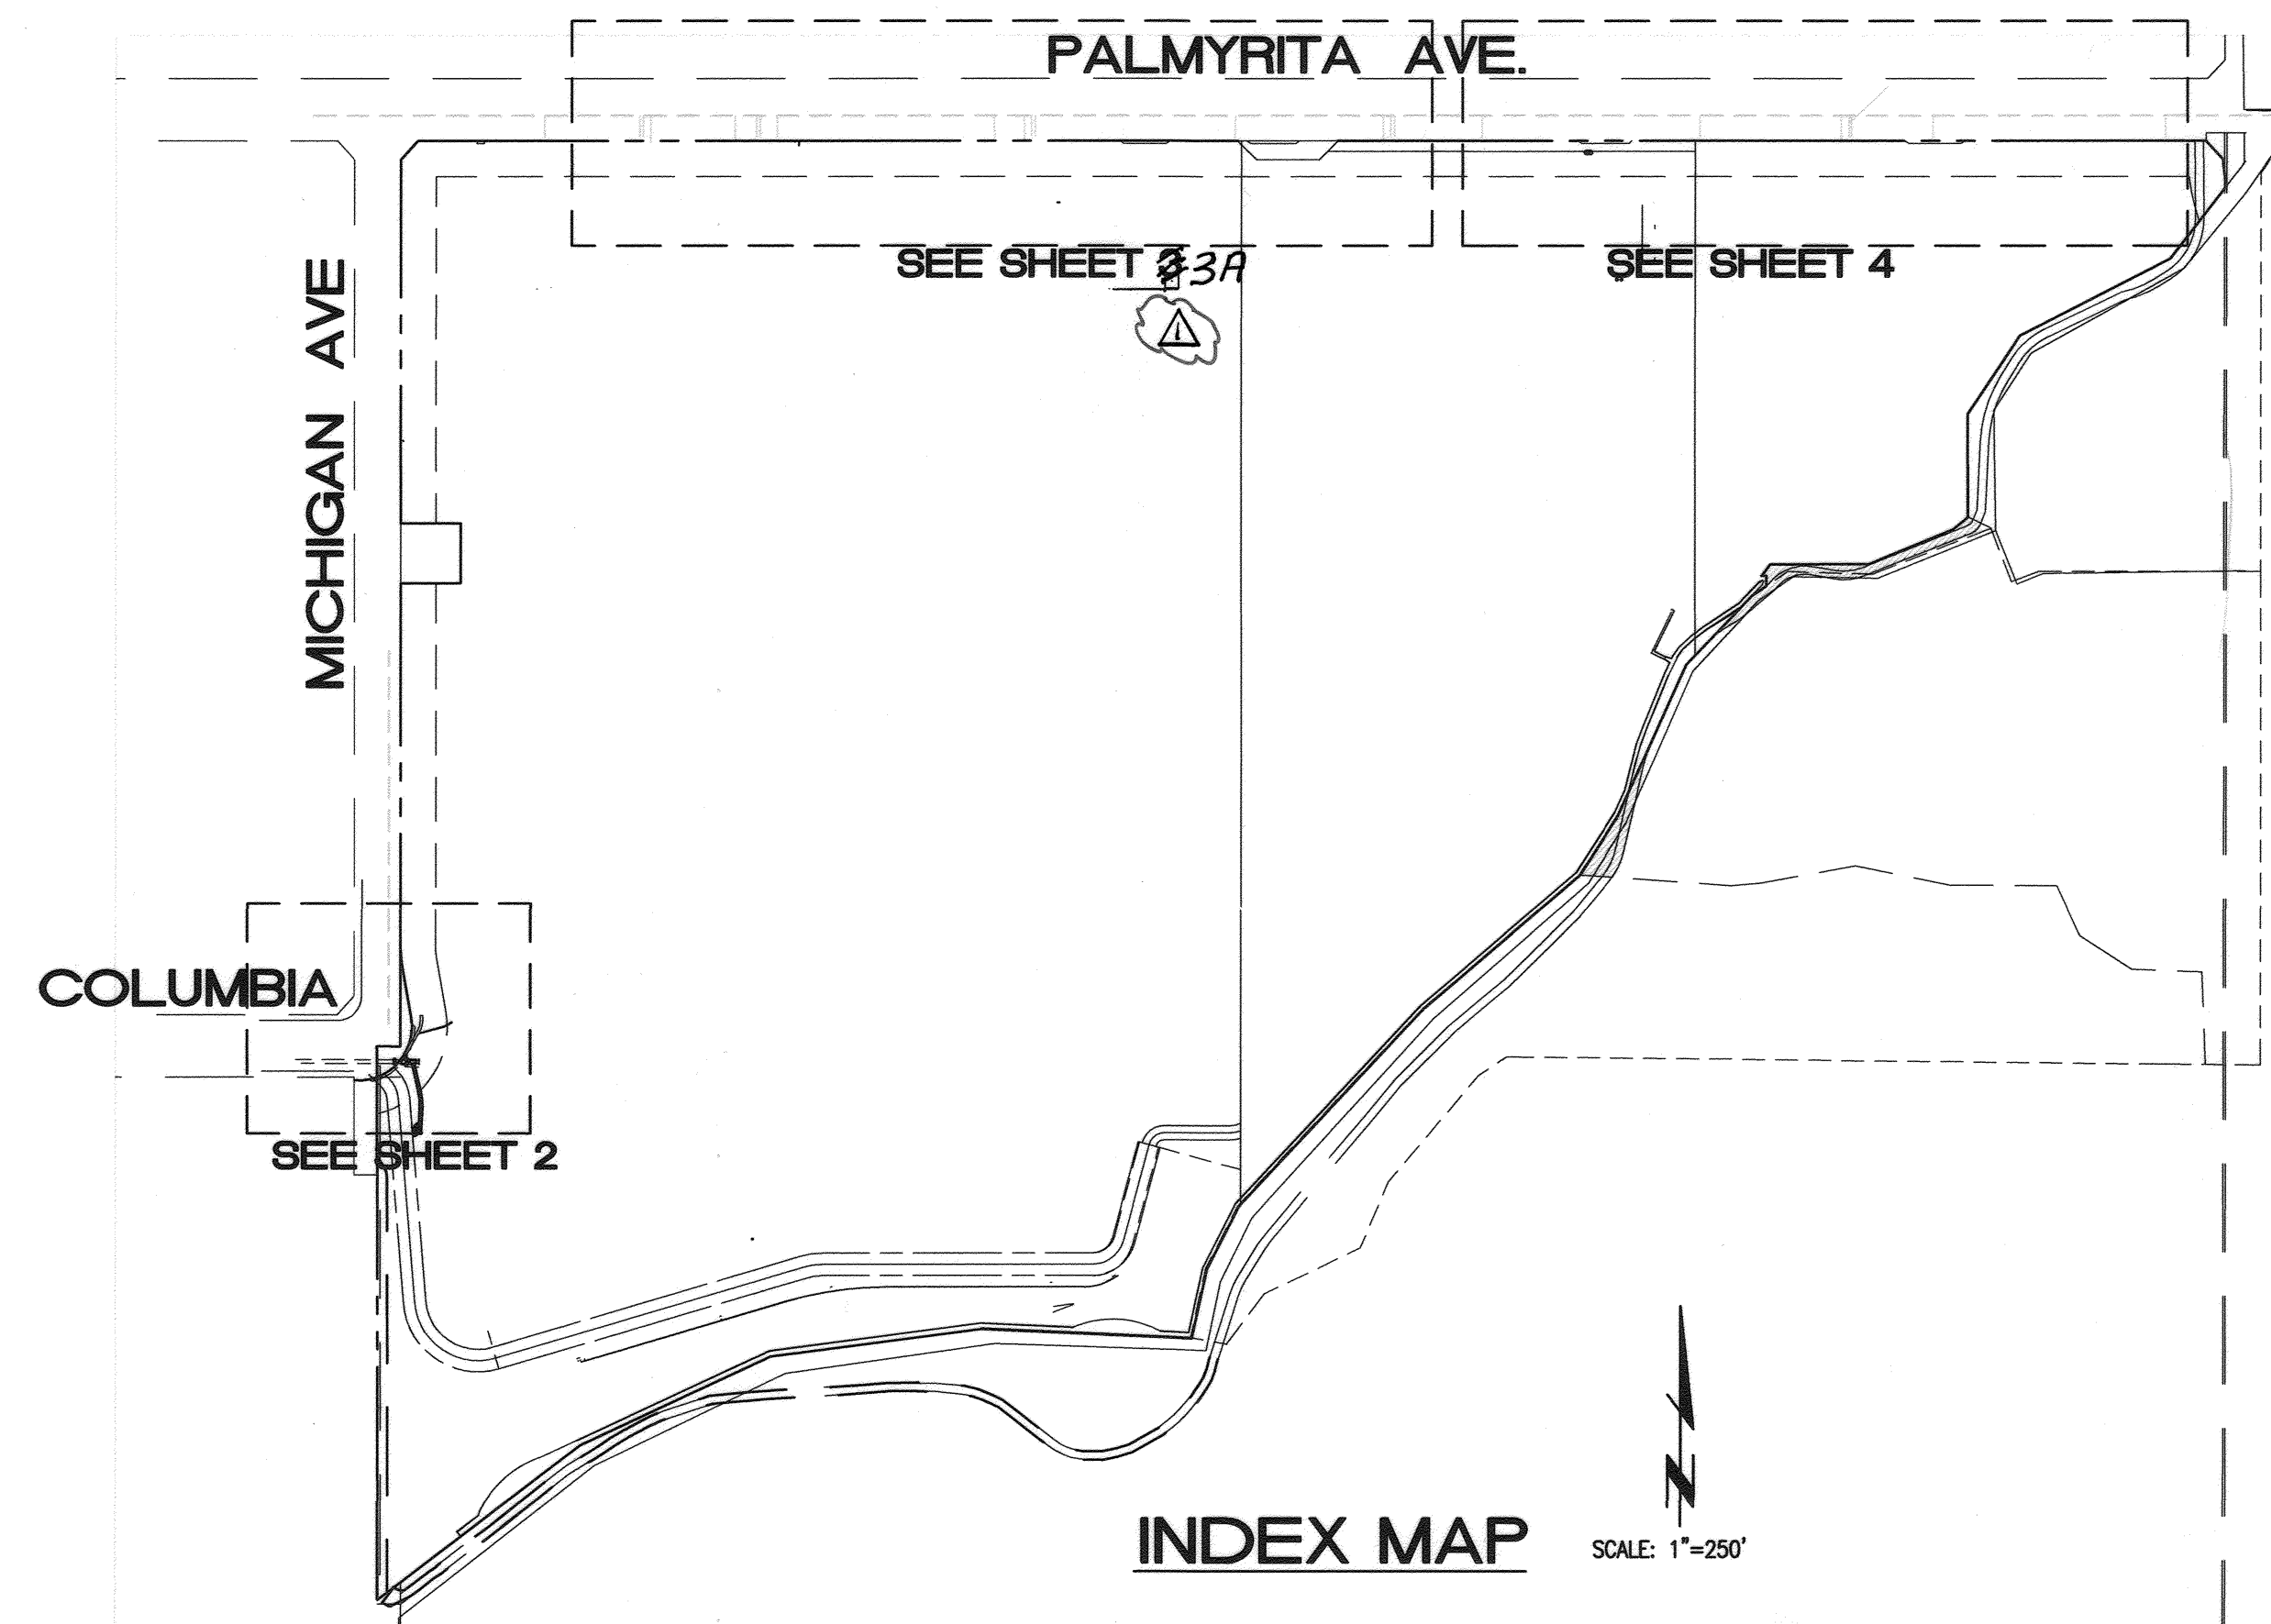 PALMYRITA AVE.
SEE SHEET 3A
SEE SHEET 4
1
MICHIGAN AVE
COLUMBIA
SEE SHEET 2
N
INDEX MAP
SCALE: 1"=250'